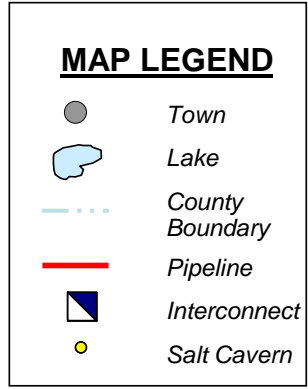 MAP LEGEND
Town
Lake
County
Boundary
Pipeline
Interconnect
Salt Cavern